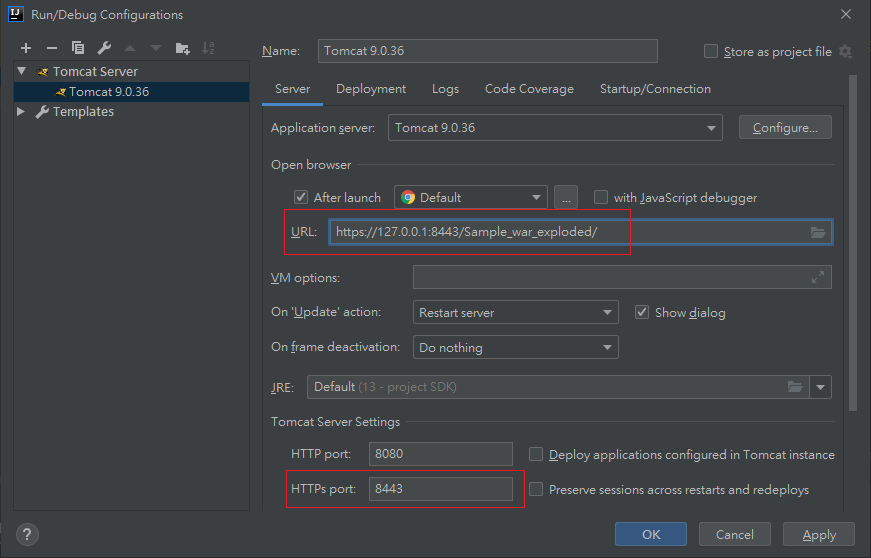 Run/Debug Configurations
Tomcat Server
Tomcat 9.0.36
Templates
Name: Tomcat 9.0.36 Store as project file
Server Deployment Logs Code Coverage Startup/Connection
Application server: Tomcat 9.0.36 Configure...
Open browser
After launch Default ... with JavaScript debugger
URL: https://127.0.0.1:8443/Sample_war_exploded/
VM options:
On 'Update' action: Restart server Show dialog
On frame deactivation: Do nothing
JRE: Default (13 - project SDK)
Tomcat Server Settings
HTTP port: 8080 Deploy applications configured in Tomcat instance
HTTPs port: 8443 Preserve sessions across restarts and redeploys
? OK Cancel Apply